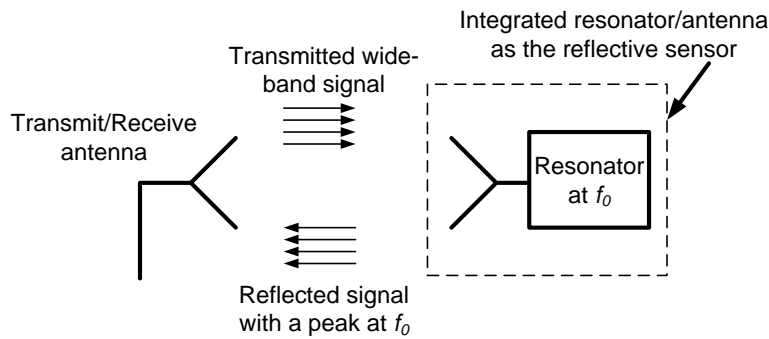 Integrated resonator/antenna
as the reflective sensor
Transmitted wide-
band signal
Transmit/Receive
antenna
Resonator
at f0
Reflected signal
with a peak at f0